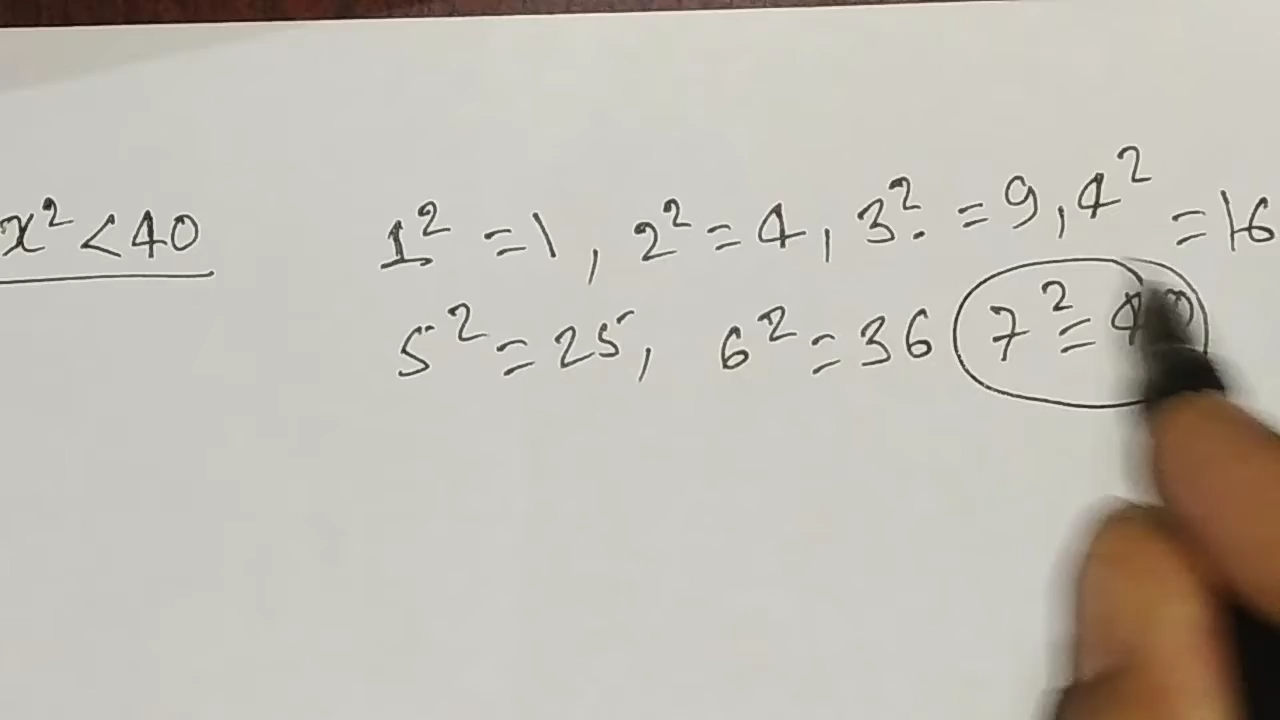 x² < 40
1² = 1, 2² = 4, 3² = 9, 4² = 16
5² = 25, 6² = 36 7² =